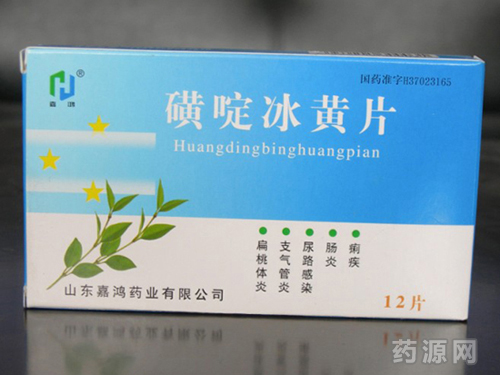 嘉鸿
®
国药准字H37023165
磺啶冰黄片
Huangdingbinghuangpian
痢疾
肠炎
尿路感染
支气管炎
扁桃体炎
山东嘉鸿药业有限公司
12片
药源网